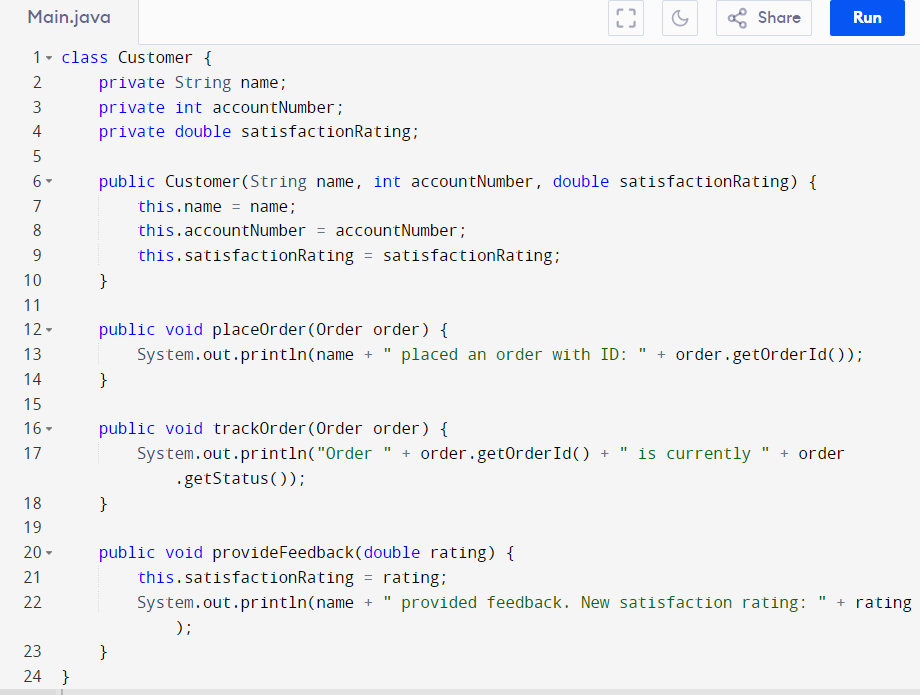 Main.java
Share
Run
1 class Customer {
2     private String name;
3     private int accountNumber;
4     private double satisfactionRating;
5
6     public Customer(String name, int accountNumber, double satisfactionRating) {
7         this.name = name;
8         this.accountNumber = accountNumber;
9         this.satisfactionRating = satisfactionRating;
10     }
11
12     public void placeOrder(Order order) {
13         System.out.println(name + " placed an order with ID: " + order.getOrderId());
14     }
15
16     public void trackOrder(Order order) {
17         System.out.println("Order " + order.getOrderId() + " is currently " + order
.getStatus());
18     }
19
20     public void provideFeedback(double rating) {
21         this.satisfactionRating = rating;
22         System.out.println(name + " provided feedback. New satisfaction rating: " + rating
);
23     }
24 }